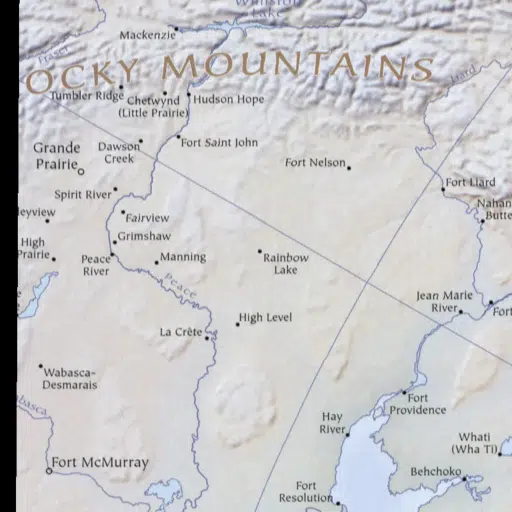 Williston
Lake
Mackenzie
Fraser
OCKY MOUNTAINS
Liard
Tumbler Ridge
Chetwynd
(Little Prairie)
Hudson Hope
Grande
Prairie
Dawson
Creek
Fort Saint John
Fort Nelson
Fort Liard
Spirit River
Nahan
Butte
leyview
Fairview
Grimshaw
High
Prairie
Peace
River
Manning
Rainbow
Lake
Peace
Jean Marie
River
Fort
High Level
La Crête
Wabasca-
Desmarais
Fort
Providence
abasca
Hay
River
Whati
(Wha Ti)
Fort McMurray
Behchoko
Fort
Resolution